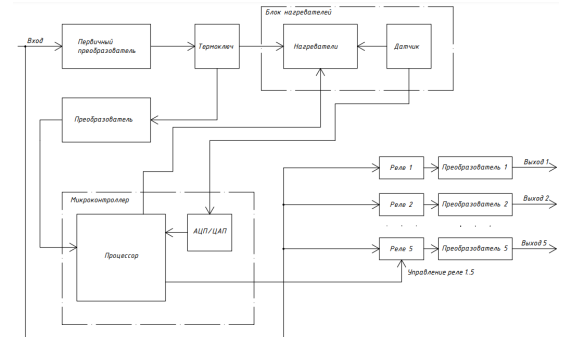 Блок нагревателей
Вход
Первичный
преобразователь
Термоключ
Нагреватели
Датчик
Преобразователь
Реле 1
Преобразователь 1
Выход 1
Микроконтроллер
Реле 2
Преобразователь 2
Выход 2
АЦП/ЦАП
Процессор
Реле 5
Преобразователь 5
Выход 5
Управление реле 1.5